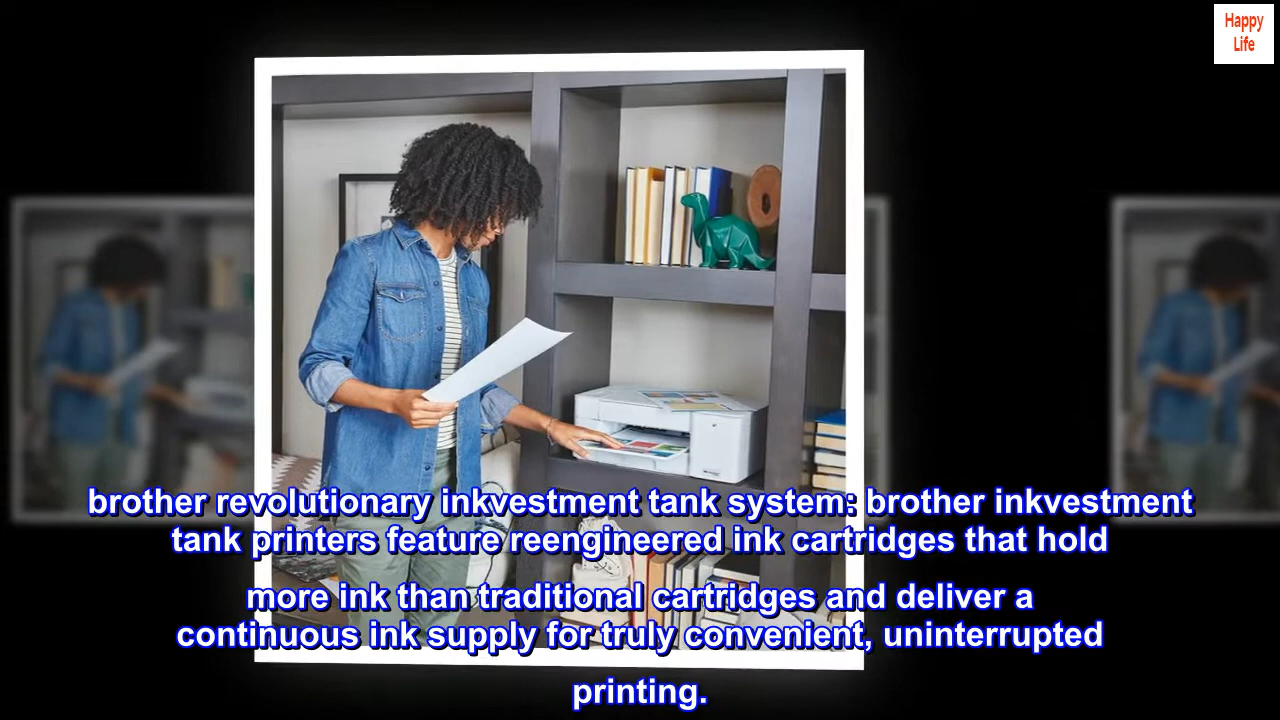 Happy
Life
brother revolutionary inkvestment tank system: brother inkvestment
tank printers feature reengineered ink cartridges that hold
more ink than traditional cartridges and deliver a
continuous ink supply for truly convenient, uninterrupted
printing.